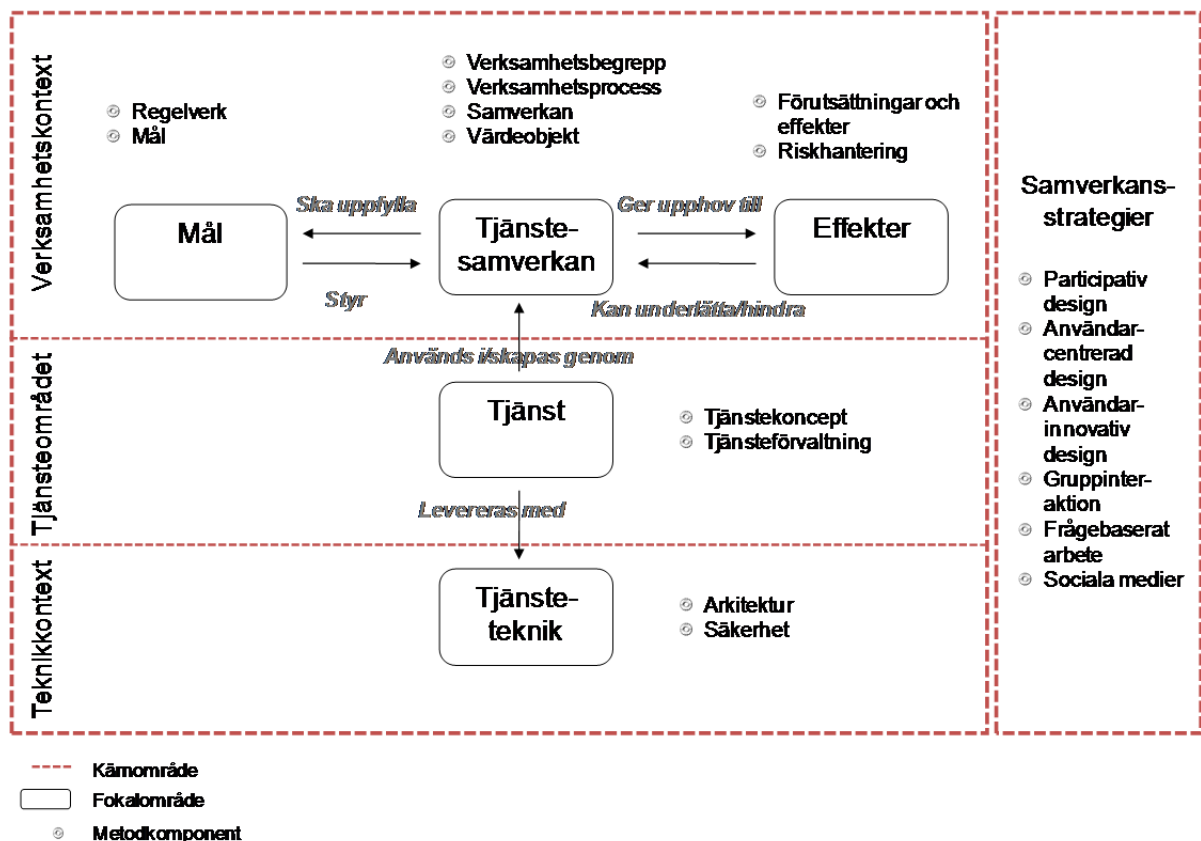 Verksamhetskontext
Regelverk
Mål
Verksamhetsbegrepp
Verksamhetsprocess
Samverkan
Värdeobjekt
Förutsättningar och
effekter
Riskhantering
Mål
Ska uppfylla
Styr
Tjänste-
samverkan
Ger upphov till
Kan underlätta/hindra
Effekter
Används i/skapas genom
Tjänsteområdet
Tjänst
Tjänstekoncept
Tjänsteförvaltning
Levereras med
Teknikkontext
Tjänste-
teknik
Arkitektur
Säkerhet
Samverkans-
strategier
Participativ
design
Användar-
centrerad
design
Användar-
innovativ
design
Gruppinter-
aktion
Frågebaserat
arbete
Sociala medier
Kärnområde
Fokalområde
Metodkomponent